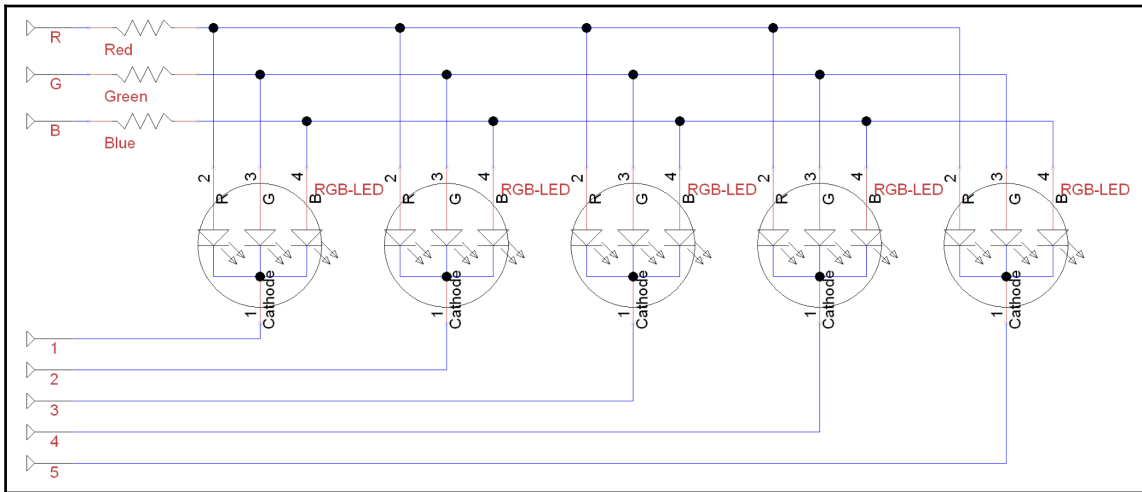 R
Red
G
Green
B
Blue
2 3 4 RGB-LED
R G B
1 Cathode
2 3 4 RGB-LED
R G B
1 Cathode
2 3 4 RGB-LED
R G B
1 Cathode
2 3 4 RGB-LED
R G B
1 Cathode
2 3 4 RGB-LED
R G B
1 Cathode
1
2
3
4
5